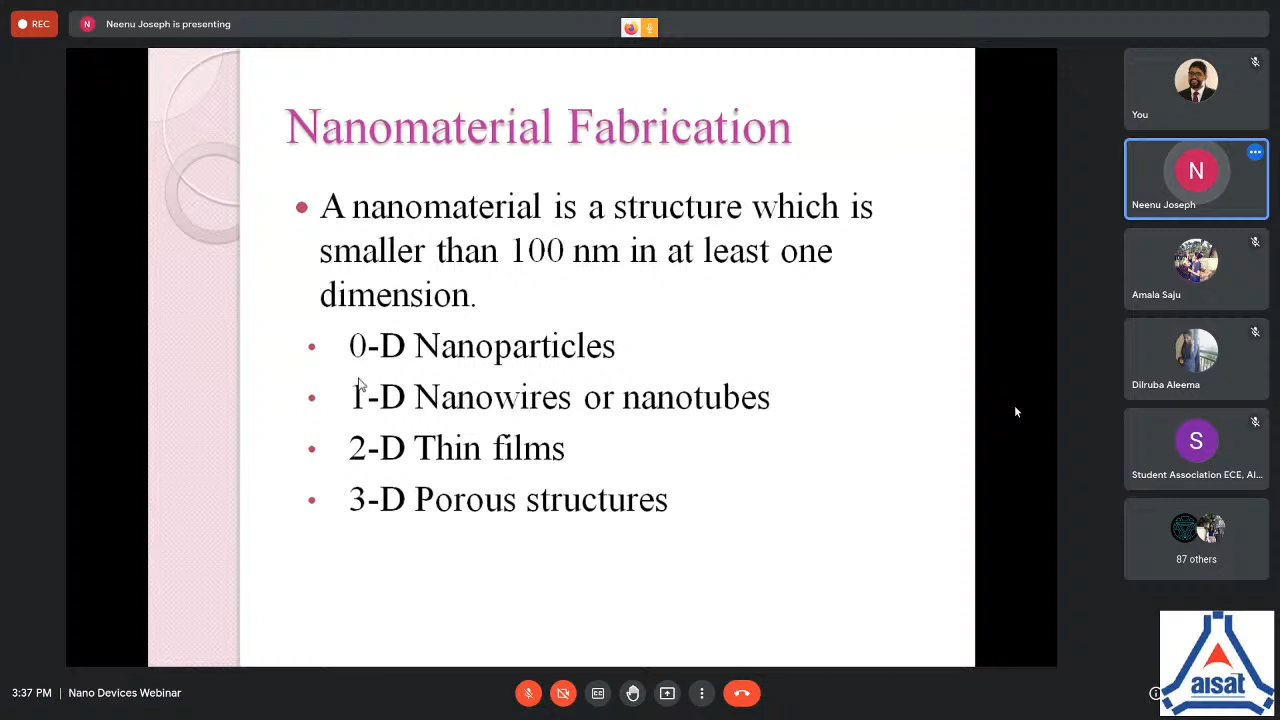 REC
N
Neenu Joseph is presenting
You
Nanomaterial Fabrication
N
Neenu Joseph
• A nanomaterial is a structure which is
smaller than 100 nm in at least one
dimension.
Amala Saju
• 0-D Nanoparticles
• 1-D Nanowires or nanotubes
Dilruba Aleema
• 2-D Thin films
• 3-D Porous structures
S
Student Association ECE, AI...
87 others
aisat
3:37 PM | Nano Devices Webinar
CC